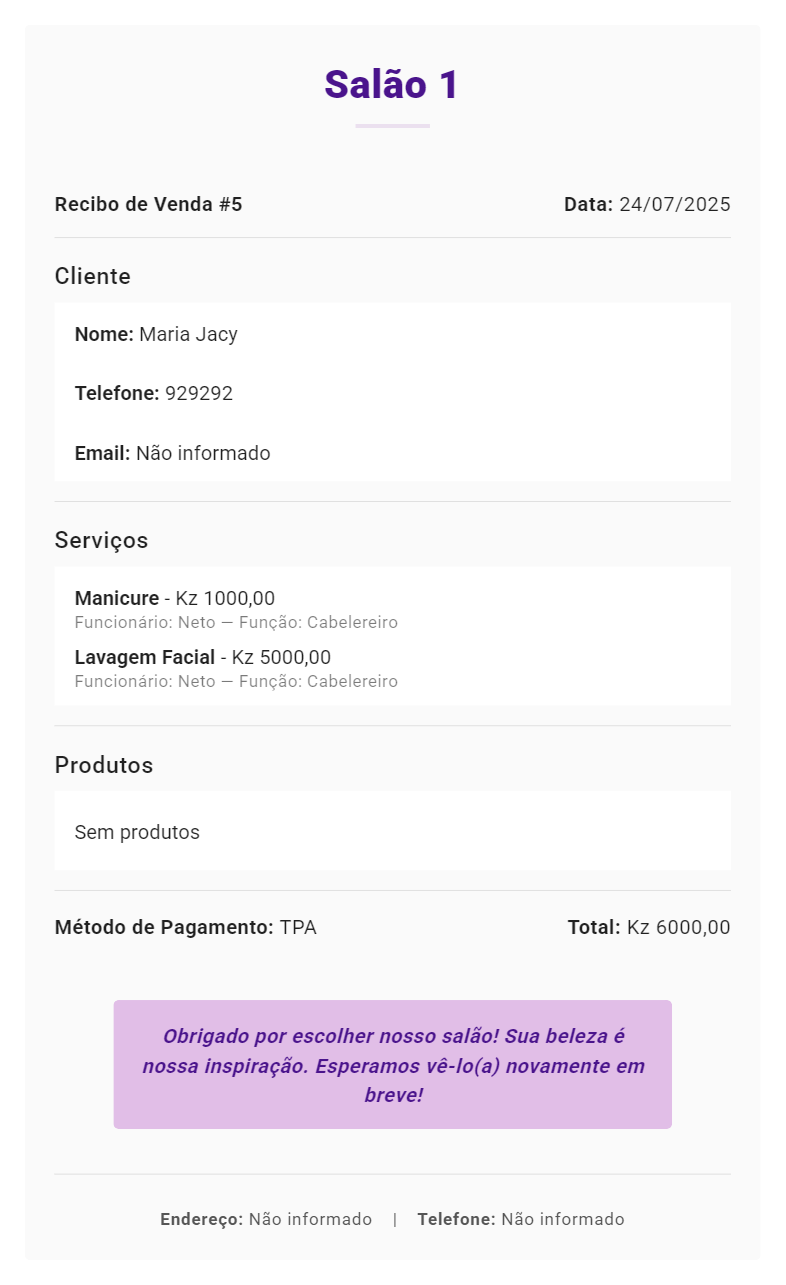 Salão 1
Recibo de Venda #5 Data: 24/07/2025
Cliente
Nome: Maria Jacy
Telefone: 929292
Email: Não informado
Serviços
Manicure - Kz 1000,00
Funcionário: Neto — Função: Cabelereiro
Lavagem Facial - Kz 5000,00
Funcionário: Neto — Função: Cabelereiro
Produtos
Sem produtos
Método de Pagamento: TPA Total: Kz 6000,00
Obrigado por escolher nosso salão! Sua beleza é
nossa inspiração. Esperamos vê-lo(a) novamente em
breve!
Endereço: Não informado | Telefone: Não informado